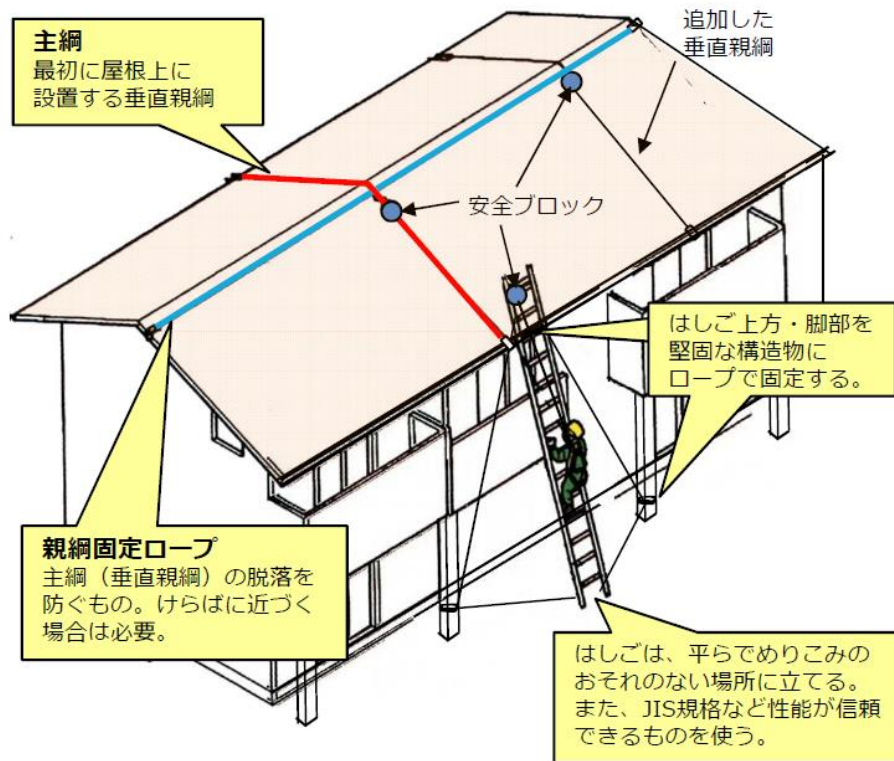 主綱
最初に屋根上に
設置する垂直親綱
追加した
垂直親綱
安全ブロック
はしご上方・脚部を
堅固な構造物に
ロープで固定する。
親綱固定ロープ
主綱（垂直親綱）の脱落を
防ぐもの。けらばに近づく
場合は必要。
はしごは、平らでめりこみの
おそれのない場所に立てる。
また、JIS規格など性能が信頼
できるものを使う。